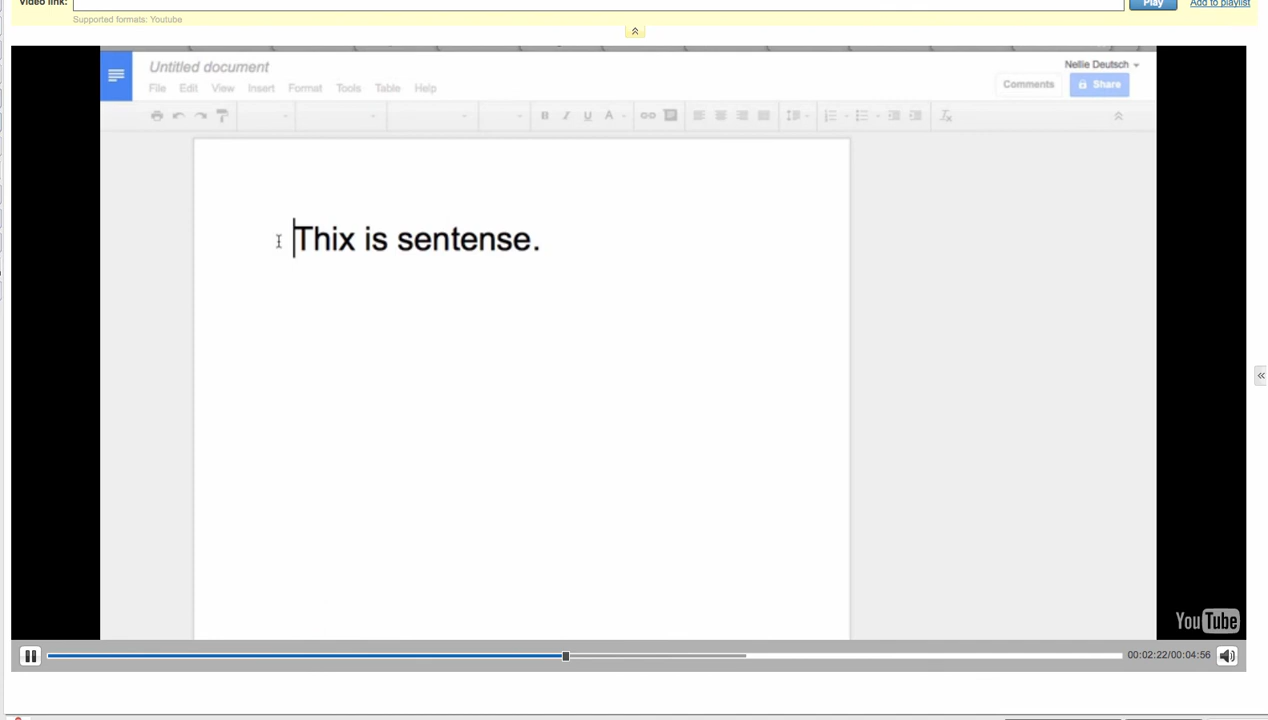 Video link:
Play
Add to playlist
Supported formats: Youtube
Untitled document
Nellie Deutsch
File Edit View Insert Format Tools Table Help
Comments
Share
B I U A
Thix is sentense.
YouTube
00:02:22/00:04:56